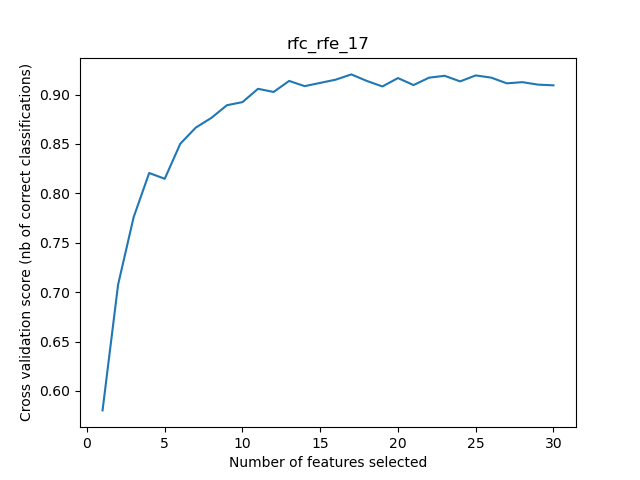 rfc_rfe_17
Cross validation score (nb of correct classifications)
0.90
0.85
0.80
0.75
0.70
0.65
0.60
0 5 10 15 20 25 30
Number of features selected